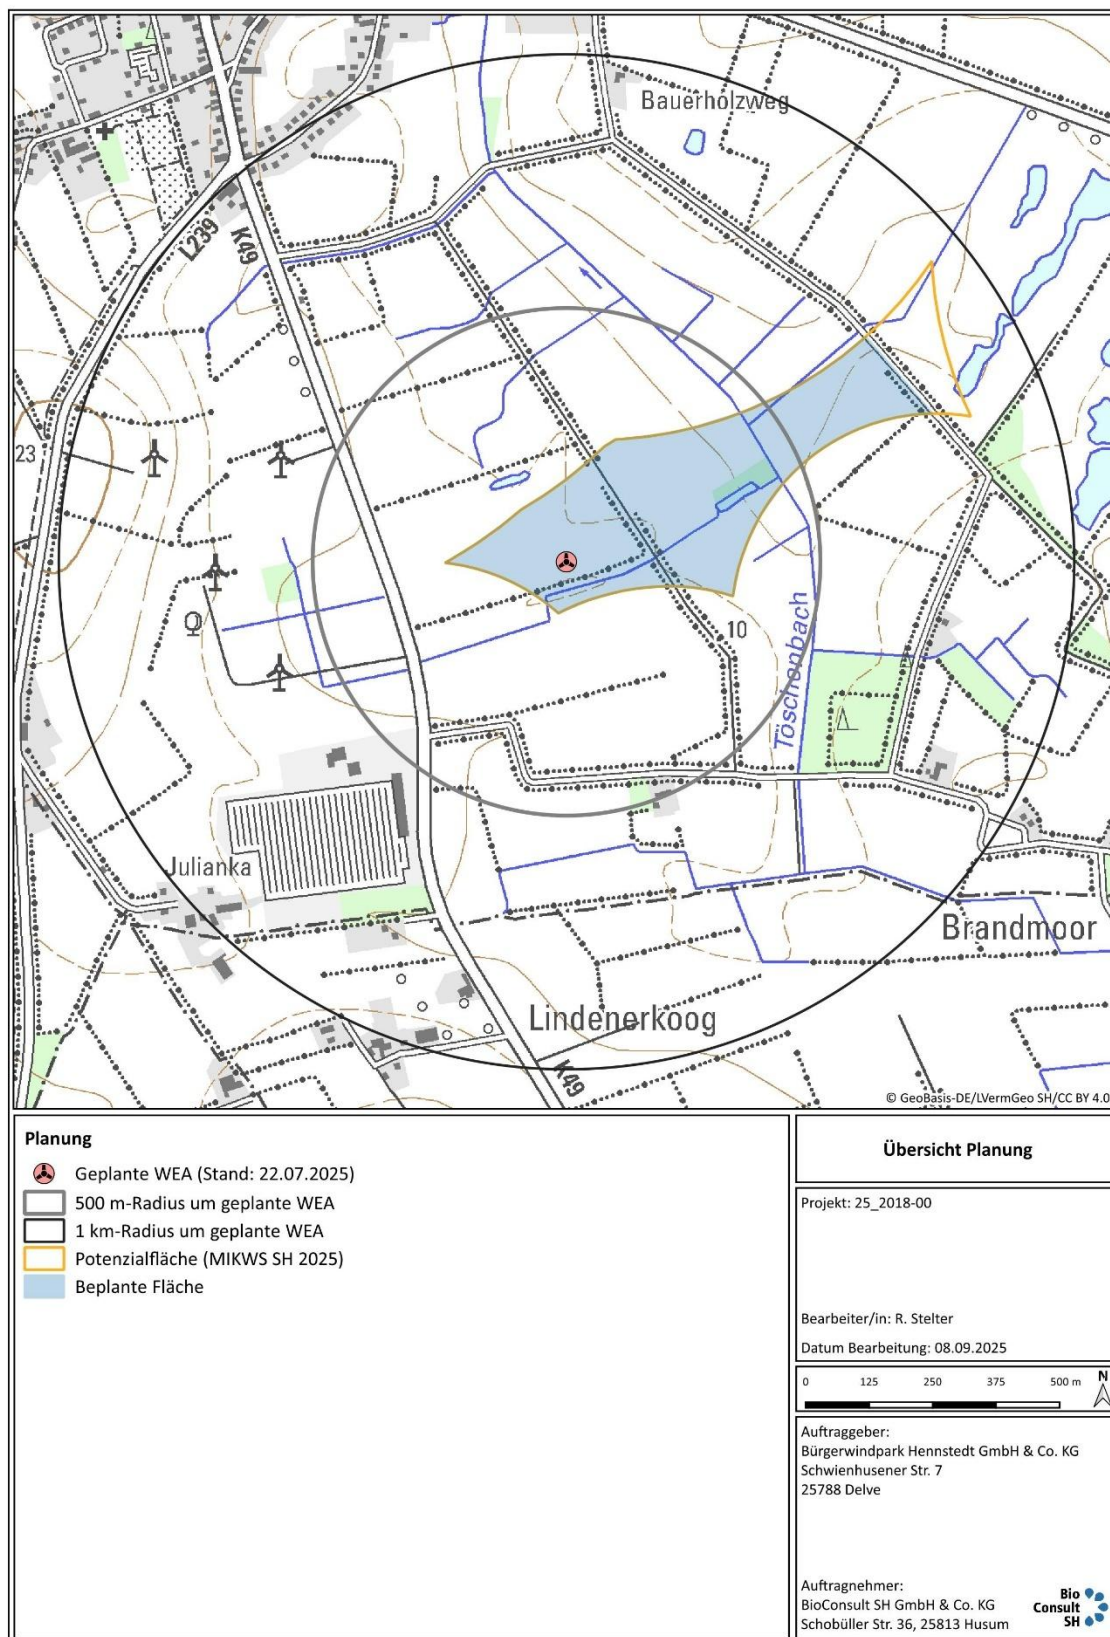 Bauerholzweg
L239
K49
23
10
Töschenbach
Julianka
Brandmoor
Lindenerkoog
K49
© GeoBasis-DE/LVermGeo SH/CC BY 4.0
Planung
Geplante WEA (Stand: 22.07.2025)
500 m-Radius um geplante WEA
1 km-Radius um geplante WEA
Potenzialfläche (MIKWS SH 2025)
Beplante Fläche
Übersicht Planung
Projekt: 25_2018-00
Bearbeiter/in: R. Stelter
Datum Bearbeitung: 08.09.2025
0 125 250 375 500 m
N
Auftraggeber:
Bürgerwindpark Hennstedt GmbH & Co. KG
Schwienhusener Str. 7
25788 Delve
Auftragnehmer:
BioConsult SH GmbH & Co. KG
Schobüller Str. 36, 25813 Husum
Bio
Consult
SH